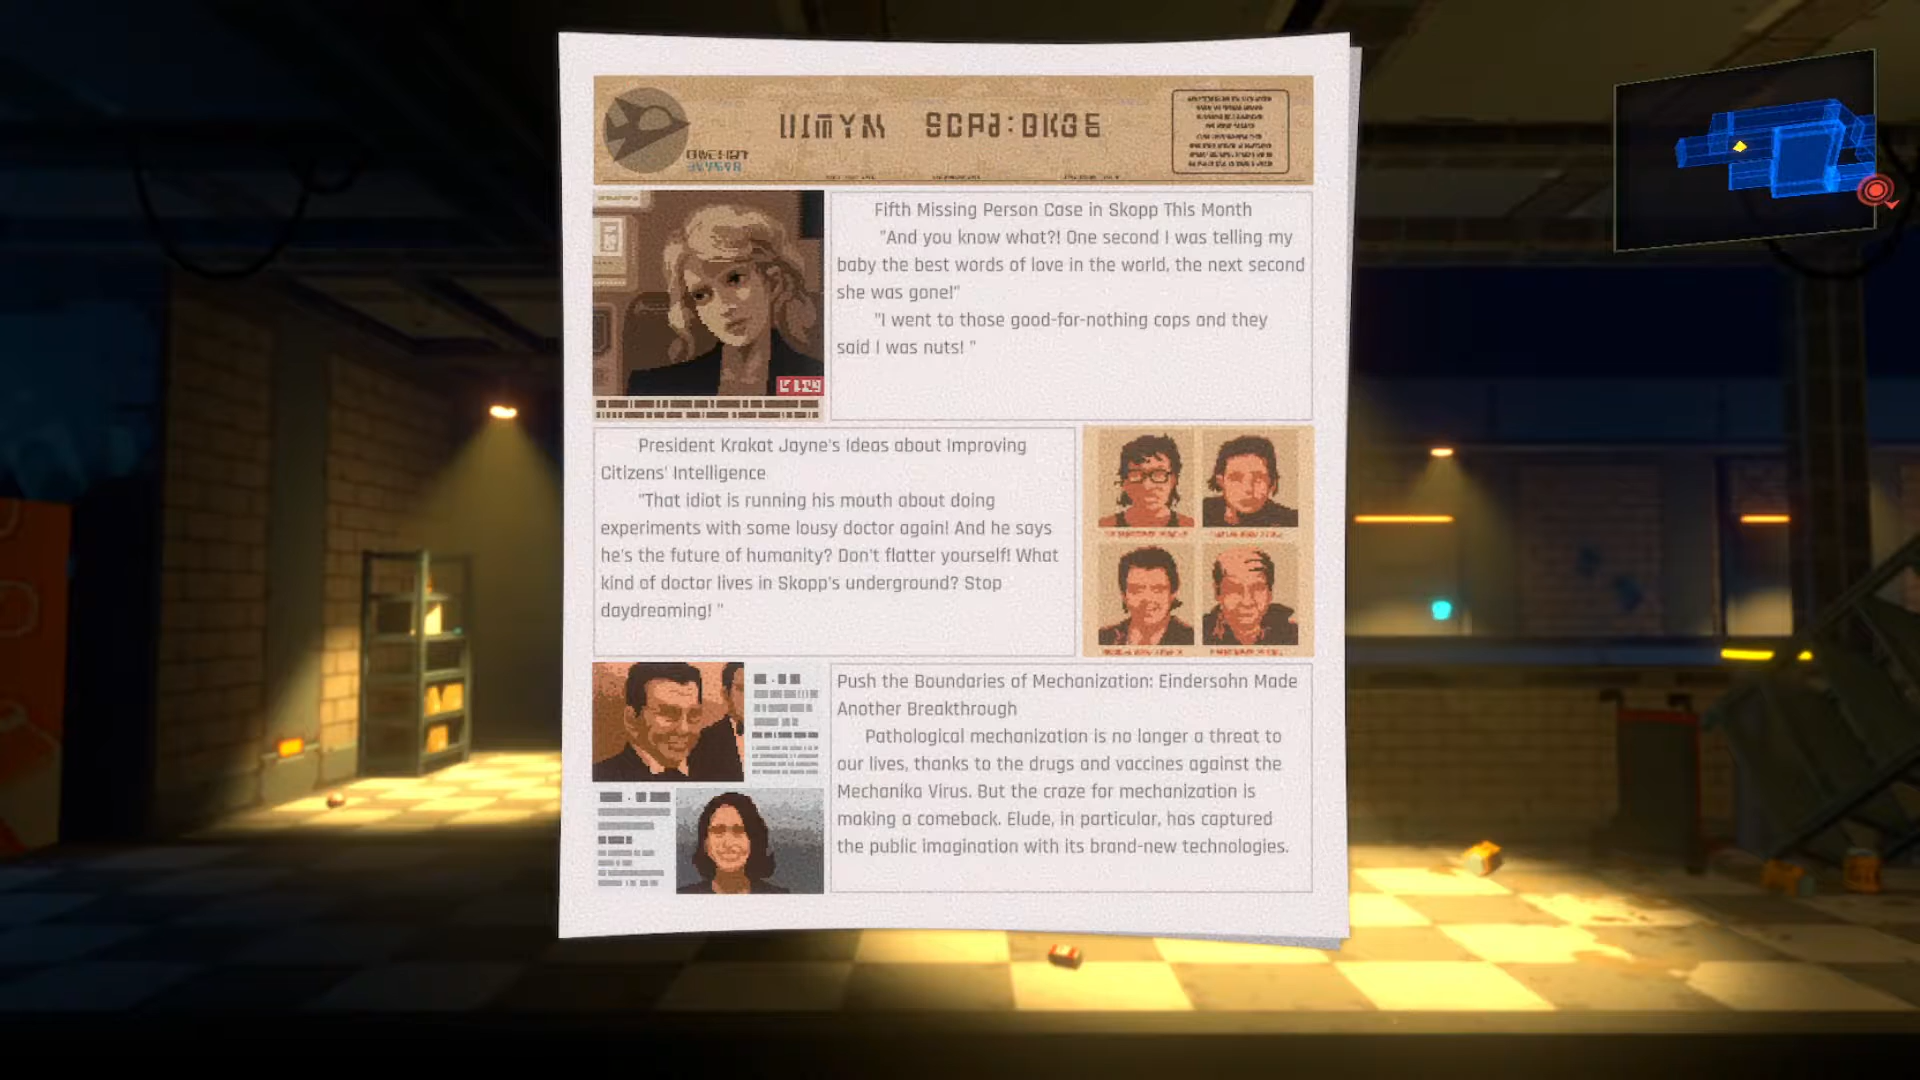 Fifth Missing Person Case in Skopp This Month
"And you know what?! One second I was telling my
baby the best words of love in the world, the next second
she was gone!"
"I went to those good-for-nothing cops and they
said I was nuts! "
President Krakat Jayne's Ideas about Improving
Citizens' Intelligence
"That idiot is running his mouth about doing
experiments with some lousy doctor again! And he says
he's the future of humanity? Don't flatter yourself! What
kind of doctor lives in Skopp's underground? Stop
daydreaming! "
Push the Boundaries of Mechanization: Eindersohn Made
Another Breakthrough
Pathological mechanization is no longer a threat to
our lives, thanks to the drugs and vaccines against the
Mechanika Virus. But the craze for mechanization is
making a comeback. Elude, in particular, has captured
the public imagination with its brand-new technologies.